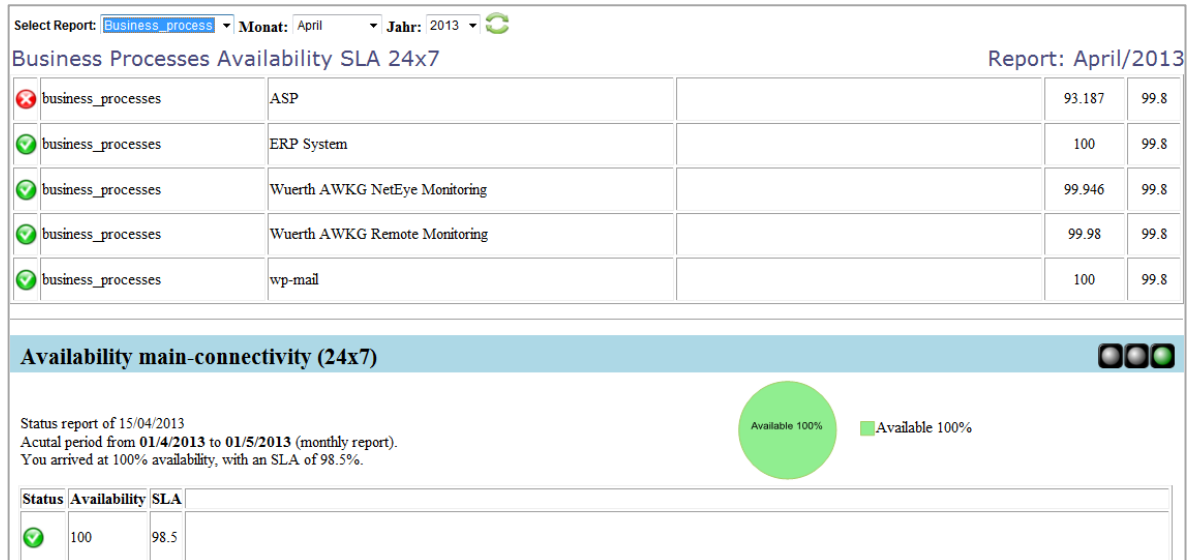 Select Report: Business_process Monat: April Jahr: 2013
Business Processes Availability SLA 24x7 Report: April/2013
business_processes ASP 93.187 99.8
business_processes ERP System 100 99.8
business_processes Wuerth AWKG NetEye Monitoring 99.946 99.8
business_processes Wuerth AWKG Remote Monitoring 99.98 99.8
business_processes wp-mail 100 99.8
Availability main-connectivity (24x7)
Status report of 15/04/2013
Acutal period from 01/4/2013 to 01/5/2013 (monthly report).
You arrived at 100% availability, with an SLA of 98.5%.
Available 100%
Available 100%
Status Availability SLA
100 98.5